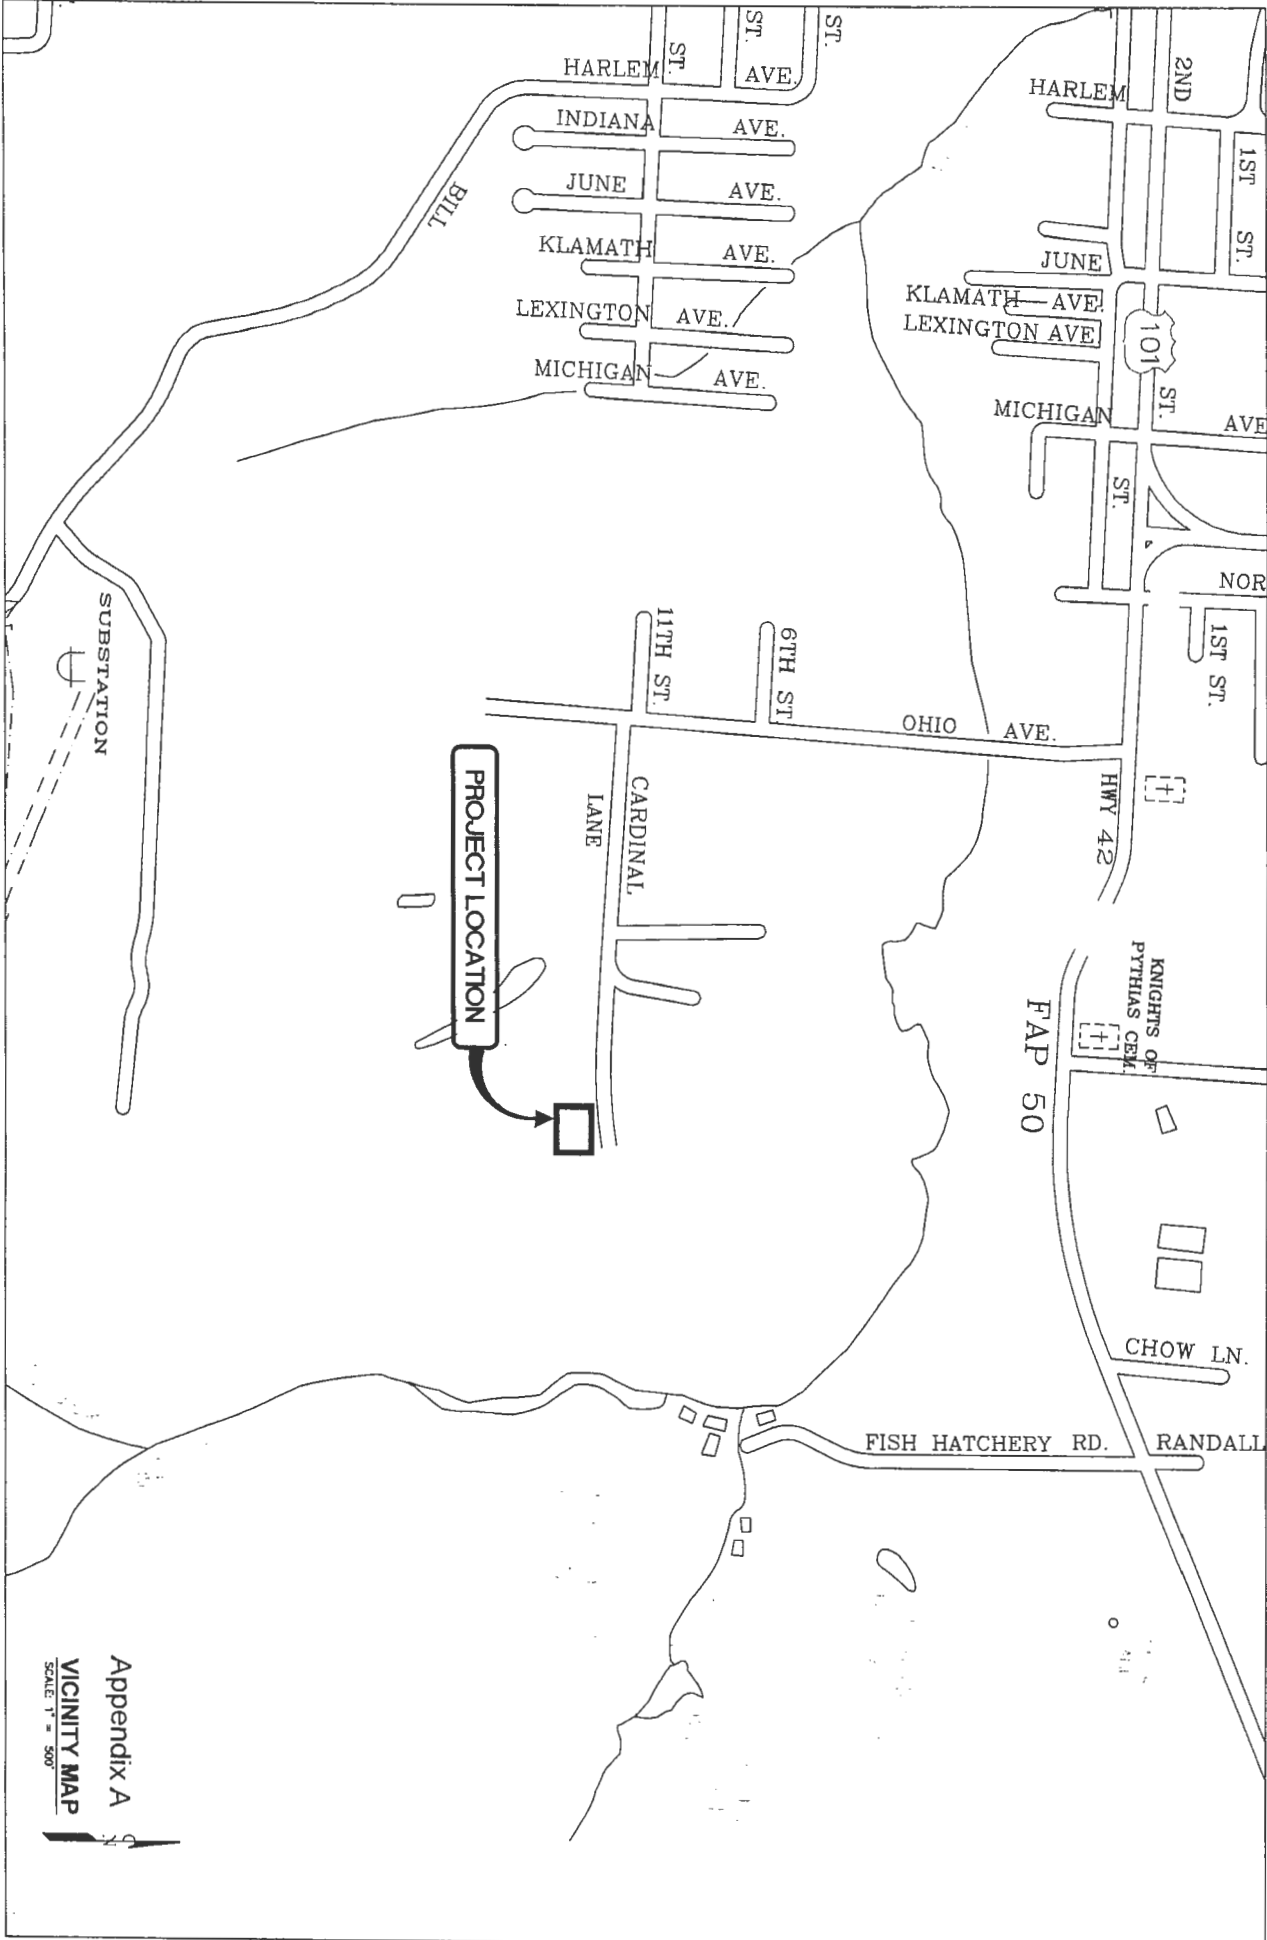 2ND
HARLEM
1ST ST.
JUNE
KLAMATH AVE.
LEXINGTON AVE
101
ST.
MICHIGAN
AVE
ST.
NOR
1ST ST.
HWY 42
KNIGHTS OF
PYTHIAS CEM.
FAP 50
CHOW LN.
FISH HATCHERY RD.
RANDALL
ST.
ST.
ST.
HARLEM AVE.
INDIANA AVE.
JUNE AVE.
KLAMATH AVE.
LEXINGTON AVE.
MICHIGAN AVE.
BILL
6TH ST
11TH ST.
OHIO AVE.
CARDINAL
LANE
PROJECT LOCATION
SUBSTATION
Appendix A
VICINITY MAP
SCALE: 1" = 500'